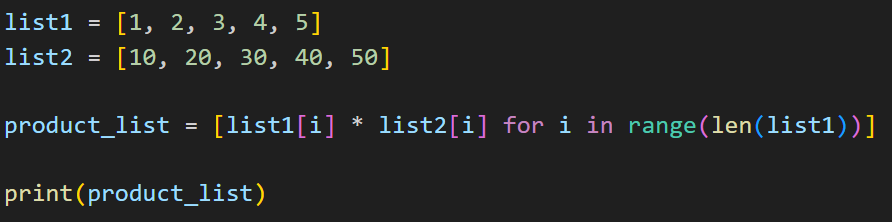 list1 = [1, 2, 3, 4, 5]
list2 = [10, 20, 30, 40, 50]
product_list = [list1[i] * list2[i] for i in range(len(list1))]
print(product_list)